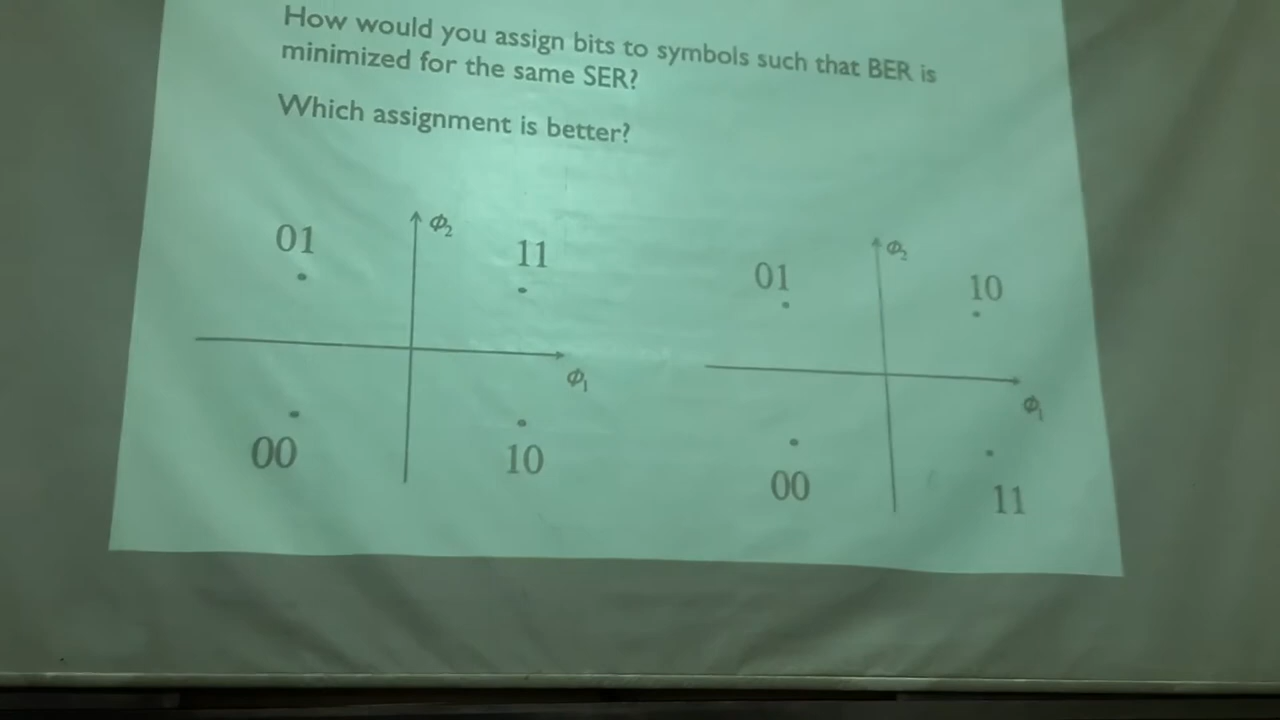 How would you assign bits to symbols such that BER is
minimized for the same SER?
Which assignment is better?
01
Φ2
11
Φ1
00
10
01
Φ2
10
Φ1
00
11